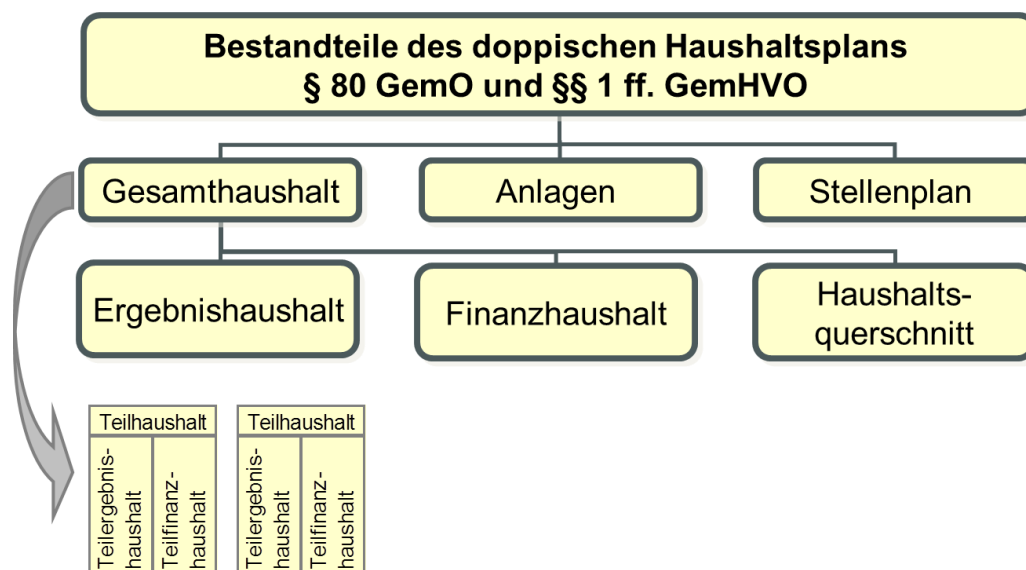 Bestandteile des doppischen Haushaltsplans
§ 80 GemO und §§ 1 ff. GemHVO
Gesamthaushalt
Anlagen
Stellenplan
Ergebnishaushalt
Finanzhaushalt
Haushalts-
querschnitt
Teilhaushalt
Teilergebnis-
haushalt
Teilfinanz-
haushalt
Teilhaushalt
Teilergebnis-
haushalt
Teilfinanz-
haushalt